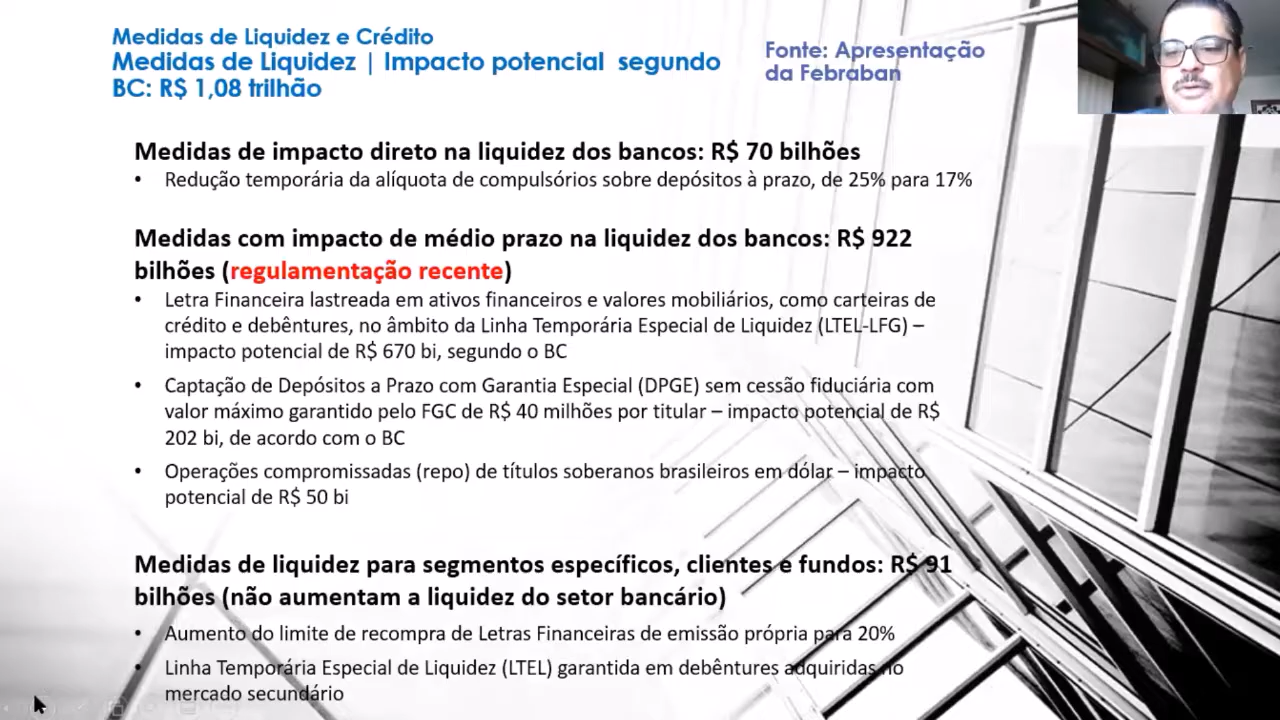 Medidas de Liquidez e Crédito
Medidas de Liquidez | Impacto potencial segundo
BC: R$ 1,08 trilhão
Fonte: Apresentação
da Febraban
Medidas de impacto direto na liquidez dos bancos: R$ 70 bilhões
• Redução temporária da alíquota de compulsórios sobre depósitos à prazo, de 25% para 17%
Medidas com impacto de médio prazo na liquidez dos bancos: R$ 922
bilhões (regulamentação recente)
• Letra Financeira lastreada em ativos financeiros e valores mobiliários, como carteiras de
crédito e debêntures, no âmbito da Linha Temporária Especial de Liquidez (LTEL-LFG) –
impacto potencial de R$ 670 bi, segundo o BC
• Captação de Depósitos a Prazo com Garantia Especial (DPGE) sem cessão fiduciária com
valor máximo garantido pelo FGC de R$ 40 milhões por titular – impacto potencial de R$
202 bi, de acordo com o BC
• Operações compromissadas (repo) de títulos soberanos brasileiros em dólar – impacto
potencial de R$ 50 bi
Medidas de liquidez para segmentos específicos, clientes e fundos: R$ 91
bilhões (não aumentam a liquidez do setor bancário)
• Aumento do limite de recompra de Letras Financeiras de emissão própria para 20%
• Linha Temporária Especial de Liquidez (LTEL) garantida em debêntures adquiridas no
mercado secundário